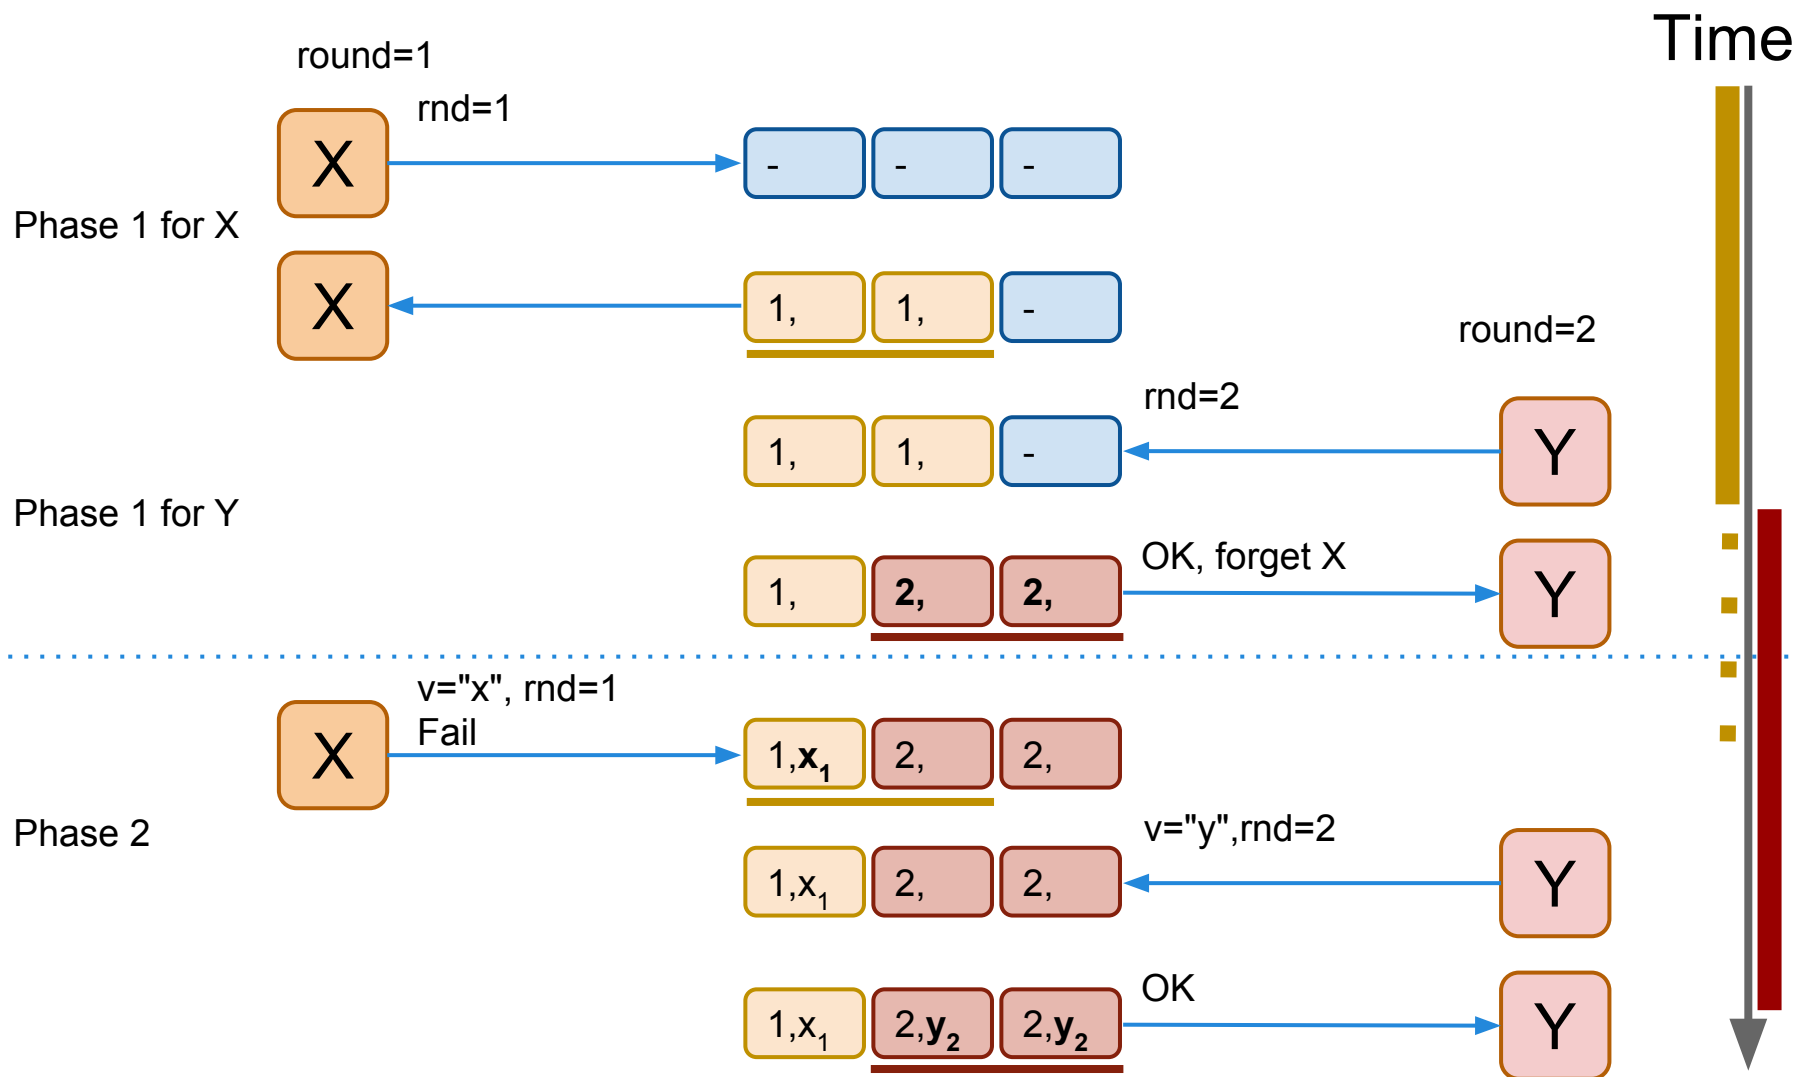 Time
round=1
rnd=1
X
- - -
Phase 1 for X
X
1, 1, -
round=2
rnd=2
1, 1, -
Y
Phase 1 for Y
OK, forget X
1, 2, 2,
Y
v="x", rnd=1
Fail
X
1,x₁ 2, 2,
Phase 2
v="y",rnd=2
1,x₁ 2, 2,
Y
OK
1,x₁ 2,y₂ 2,y₂
Y